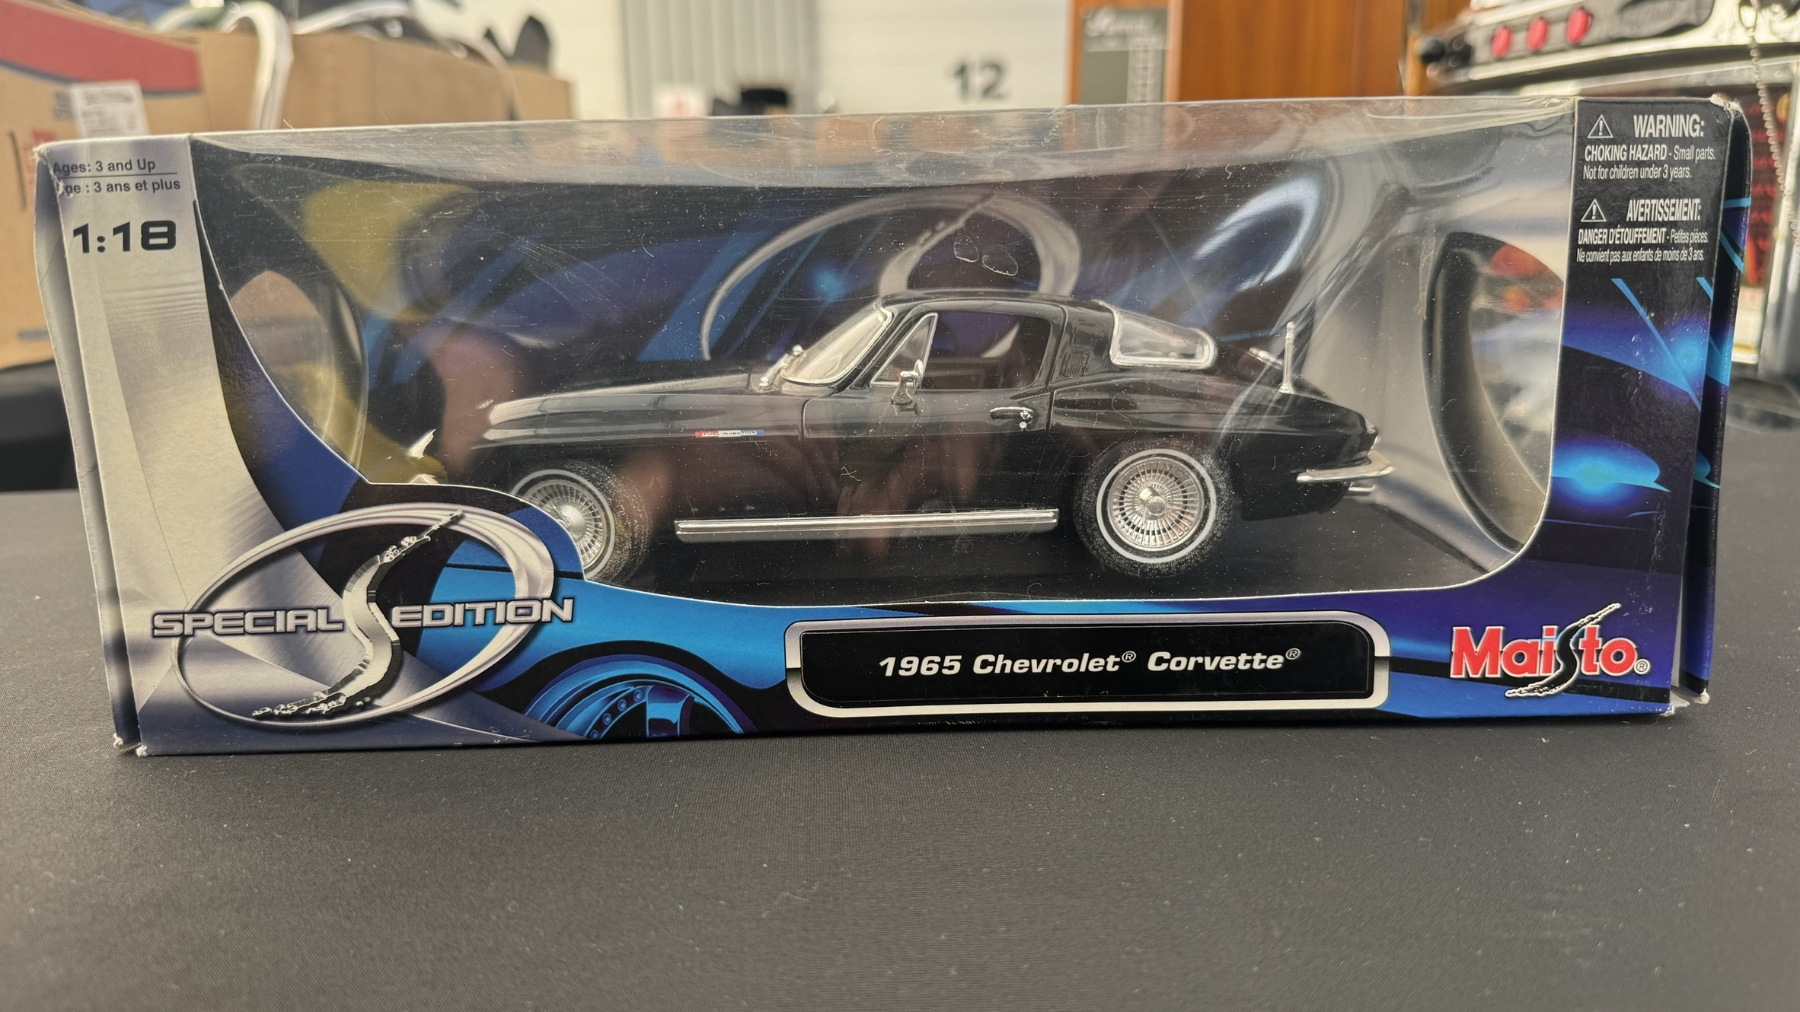 12
Ages: 3 and Up
ge : 3 ans et plus
1:18
WARNING:
CHOKING HAZARD - Small parts.
Not for children under 3 years.
AVERTISSEMENT:
DANGER D'ÉTOUFFEMENT - Petites pièces.
Ne convient pas aux enfants de moins de 3 ans.
SPECIAL EDITION
1965 Chevrolet® Corvette®
Maisto®